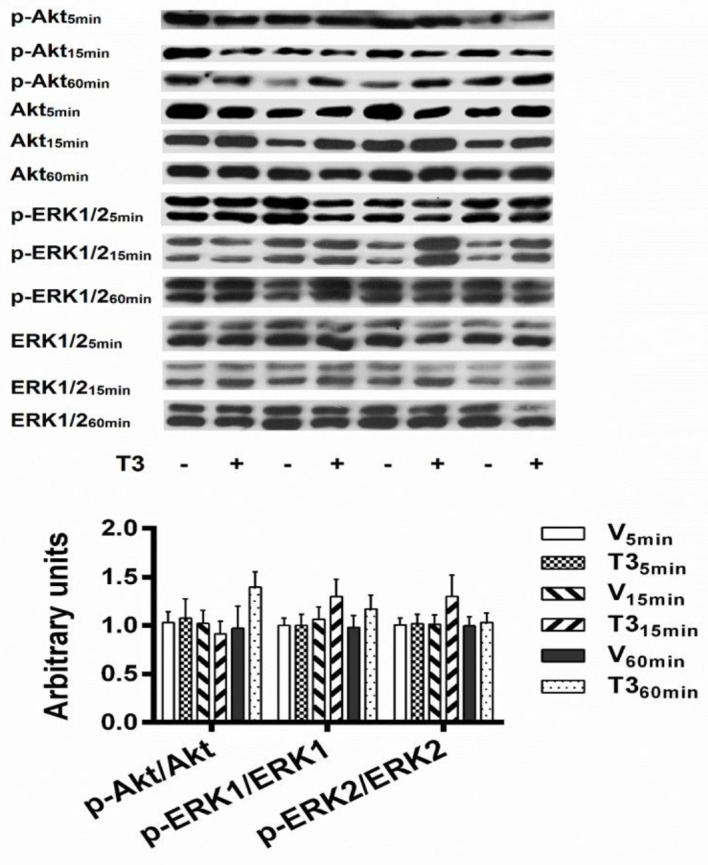 p-Akt5min
p-Akt15min
p-Akt60min
Akt5min
Akt15min
Akt60min
p-ERK1/25min
p-ERK1/215min
p-ERK1/260min
ERK1/25min
ERK1/215min
ERK1/260min
T3 - + - + - + - +
Arbitrary units
2.0
1.5
1.0
0.5
0.0
p-Akt/Akt
p-ERK1/ERK1
p-ERK2/ERK2
V5min
T35min
V15min
T315min
V60min
T360min